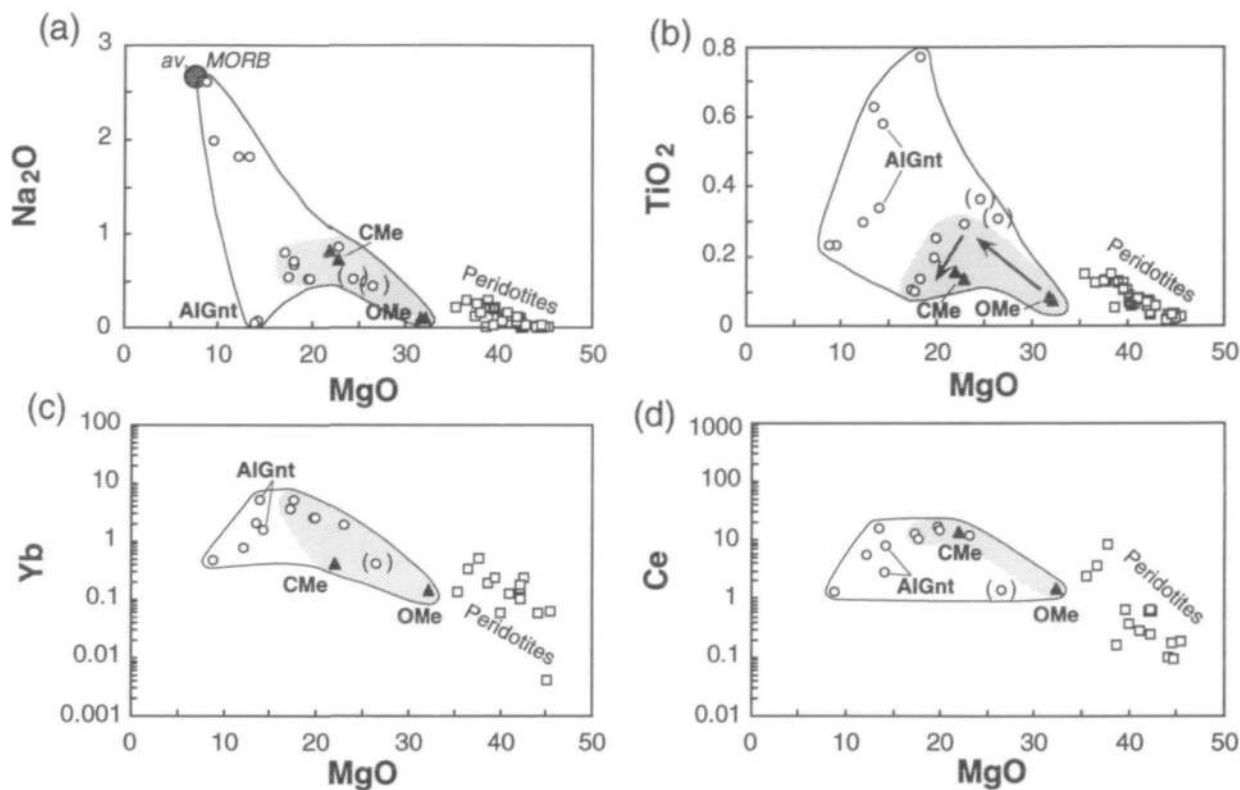 (a)
3
av. MORB
2
Na2O
1
CMe
AlGnt
OMe
Peridotites
0
0 10 20 30 40 50
MgO
(b)
0.8
0.6
AlGnt
TiO2
0.4
( )
( )
0.2
CMe
OMe
Peridotites
0
0 10 20 30 40 50
MgO
(c)
100
10
AlGnt
Yb
1
( )
CMe
0.1
OMe
Peridotites
0.01
0.001
0 10 20 30 40 50
MgO
(d)
1000
100
Ce
10
CMe
AlGnt
( )
1
OMe
Peridotites
0.1
0.01
0 10 20 30 40 50
MgO